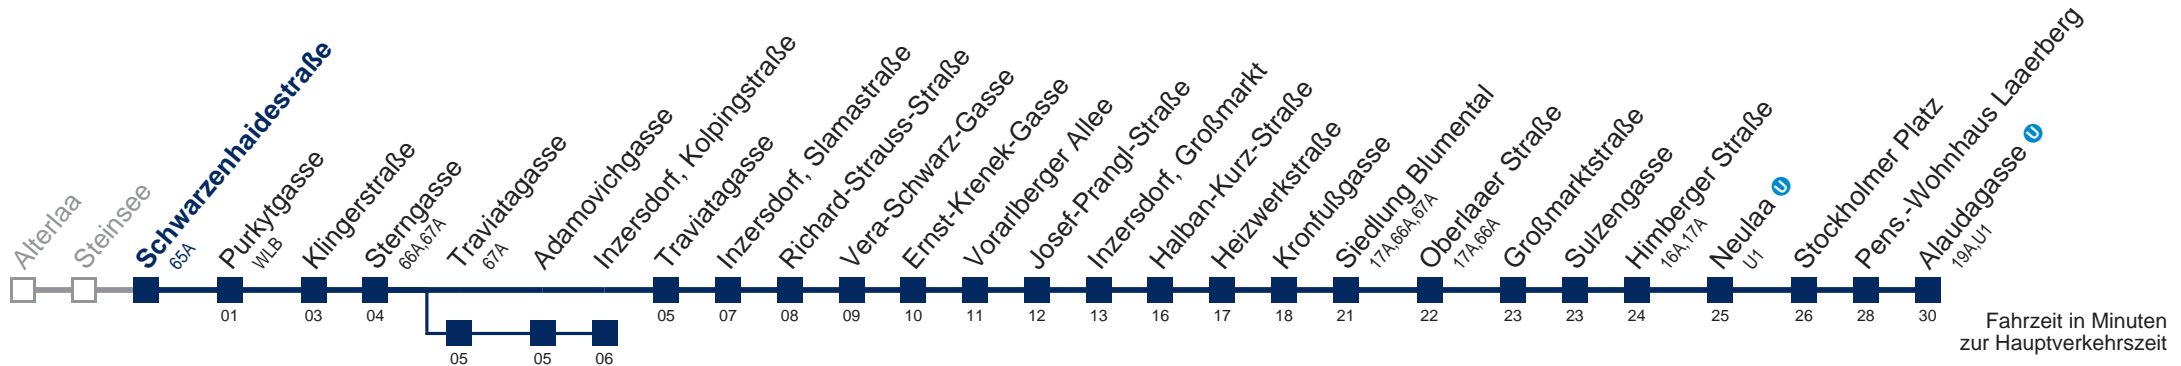 Alterlaa
Steinsee
Schwarzenhaidestraße
65A
Purkytgasse
WLB
Klingerstraße
Sterngasse
66A,67A
Traviatagasse
67A
Adamovichgasse
Inzersdorf, Kolpingstraße
Traviatagasse
Inzersdorf, Slamastraße
Richard-Strauss-Straße
Vera-Schwarz-Gasse
Ernst-Krenek-Gasse
Vorarlberger Allee
Josef-Prangl-Straße
Inzersdorf, Großmarkt
Halban-Kurz-Straße
Heizwerkstraße
Kronfußgasse
Siedlung Blumental
17A,66A,67A
Oberlaaer Straße
17A,66A
Großmarktstraße
Sulzengasse
Himberger Straße
16A,17A
Neulaa U
U1
Stockholmer Platz
Pens.-Wohnhaus Laaerberg
Alaudagasse U
19A,U1
01 03 04 05 07 08 09 10 11 12 13 16 17 18 21 22 23 23 24 25 26 28 30
05 05 06
Fahrzeit in Minuten
zur Hauptverkehrszeit